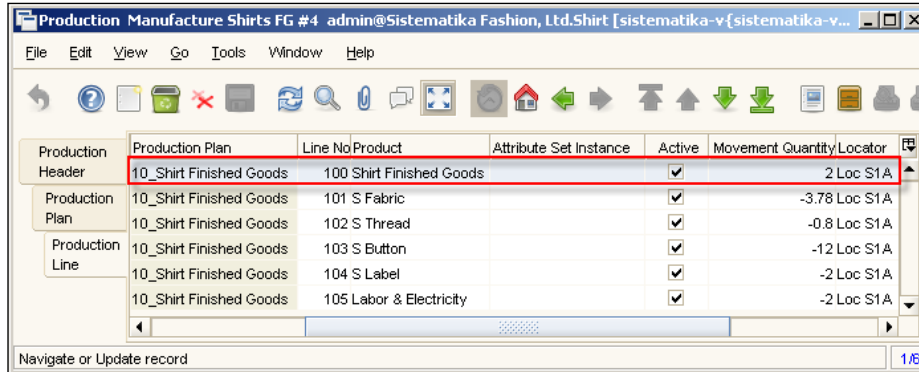 Production Manufacture Shirts FG #4 admin@Sistematika Fashion, Ltd.Shirt [sistematika-v{sistematika-v...
File Edit View Go Tools Window Help
Production Header
Production Plan
Production Line
Production Plan Line No Product Attribute Set Instance Active Movement Quantity Locator
10_Shirt Finished Goods 100 Shirt Finished Goods 2 Loc S1A
10_Shirt Finished Goods 101 S Fabric -3.78 Loc S1A
10_Shirt Finished Goods 102 S Thread -0.8 Loc S1A
10_Shirt Finished Goods 103 S Button -12 Loc S1A
10_Shirt Finished Goods 104 S Label -2 Loc S1A
10_Shirt Finished Goods 105 Labor & Electricity -2 Loc S1A
Navigate or Update record 1/6